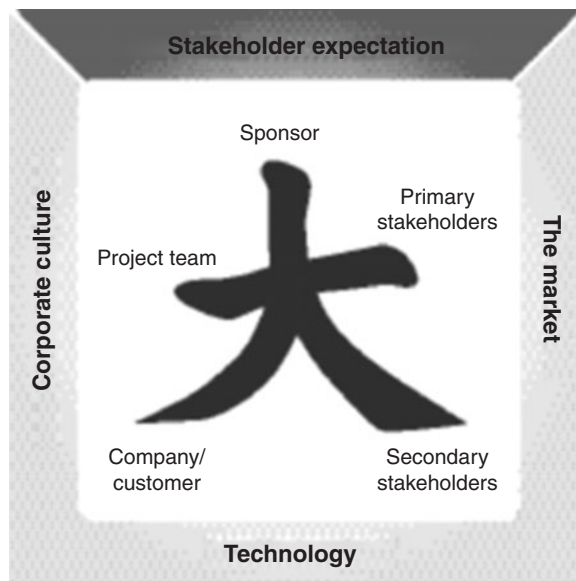 Stakeholder expectation
Sponsor
Primary
stakeholders
Project team
Corporate culture
The market
大
Company/
customer
Secondary
stakeholders
Technology